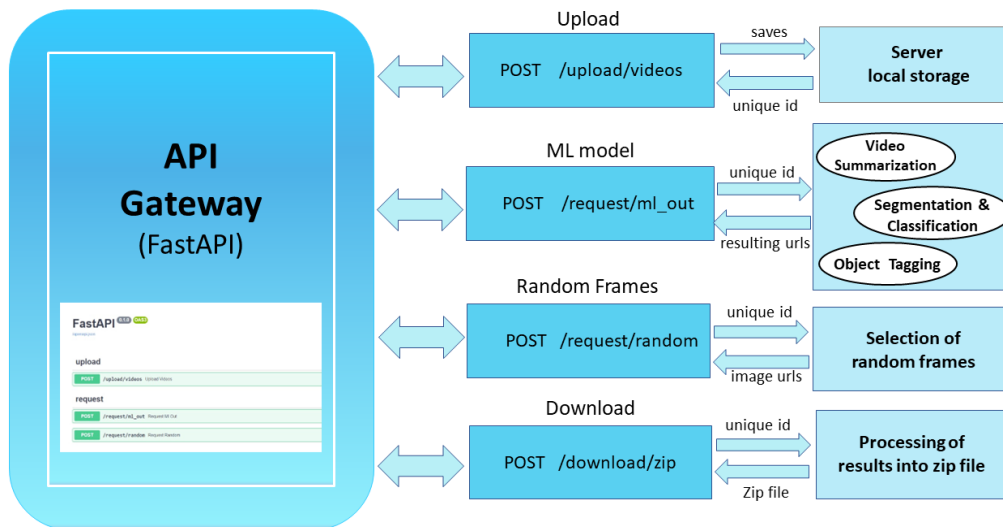 API
Gateway
(FastAPI)
FastAPI
upload
POST /upload/videos Upload Videos
request
POST /request/ml_out Request Ml Out
POST /request/random Request Random
Upload
POST /upload/videos
saves
unique id
Server
local storage
ML model
POST /request/ml_out
unique id
resulting urls
Video
Summarization
Segmentation &
Classification
Object Tagging
Random Frames
POST /request/random
unique id
image urls
Selection of
random frames
Download
POST /download/zip
unique id
Zip file
Processing of
results into zip file